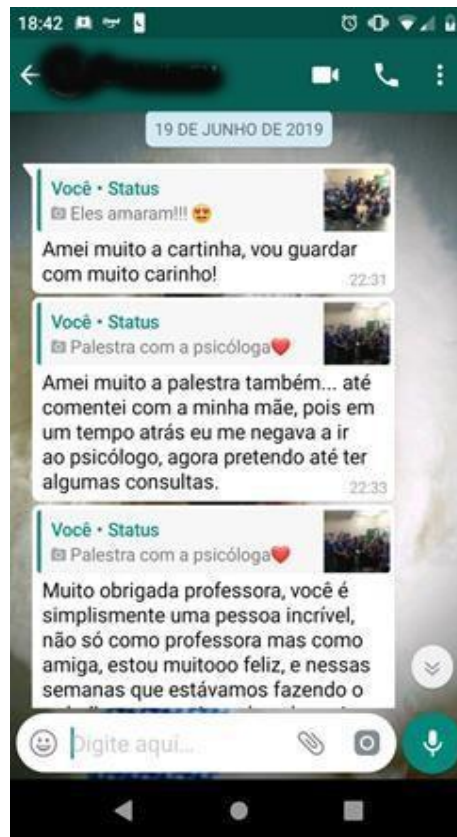 18:42
19 DE JUNHO DE 2019
Você • Status
Eles amaram!!! 😍
Amei muito a cartinha, vou guardar
com muito carinho!
22:31
Você • Status
Palestra com a psicóloga❤️
Amei muito a palestra também... até
comentei com a minha mãe, pois em
um tempo atrás eu me negava a ir
ao psicólogo, agora pretendo até ter
algumas consultas.
22:33
Você • Status
Palestra com a psicóloga❤️
Muito obrigada professora, você é
simplismente uma pessoa incrível,
não só como professora mas como
amiga, estou muitooo feliz, e nessas
semanas que estávamos fazendo o
Digite aqui...